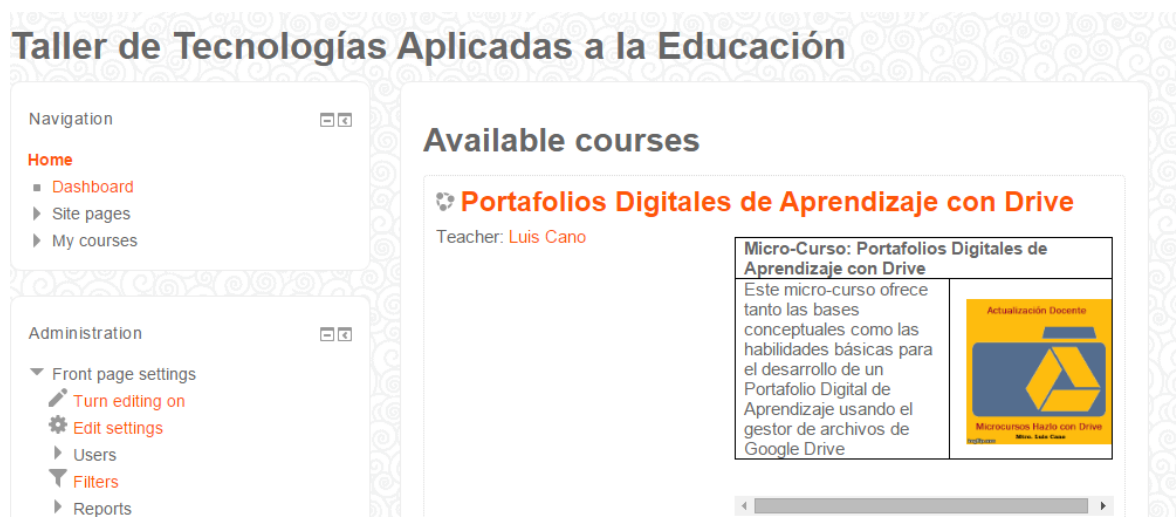 Taller de Tecnologías Aplicadas a la Educación
Navigation
Home
Dashboard
Site pages
My courses
Administration
Front page settings
Turn editing on
Edit settings
Users
Filters
Reports
Available courses
Portafolios Digitales de Aprendizaje con Drive
Teacher: Luis Cano
Micro-Curso: Portafolios Digitales de
Aprendizaje con Drive
Este micro-curso ofrece
tanto las bases
conceptuales como las
habilidades básicas para
el desarrollo de un
Portafolio Digital de
Aprendizaje usando el
gestor de archivos de
Google Drive
Actualización Docente
Microcursos Hazlo con Drive
Mtro. Luis Cano